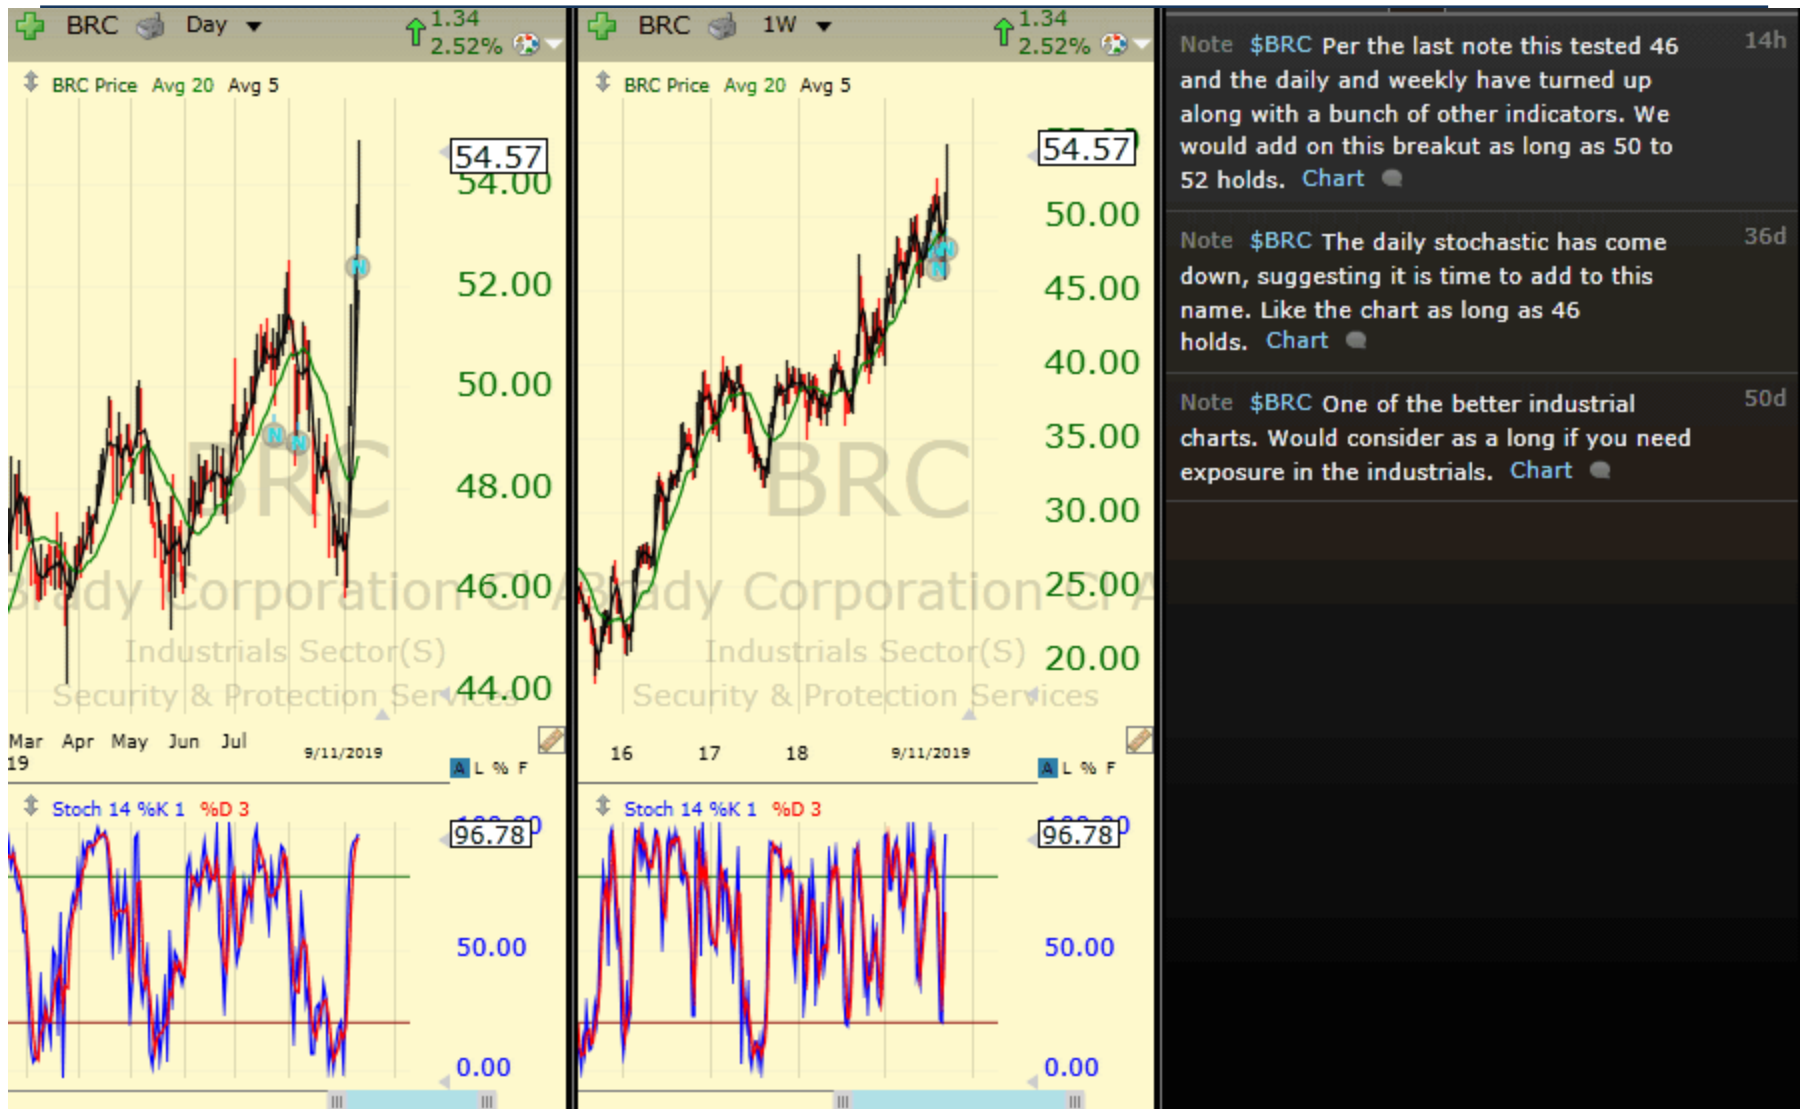 BRC Day 1.34
2.52%
BRC Price Avg 20 Avg 5
54.57
54.00
52.00
50.00
48.00
46.00
44.00
BRC
Brady Corporation Cl A
Industrials Sector(S)
Security & Protection Services
N
N N
Mar Apr May Jun Jul 9/11/2019
19
A L % F
Stoch 14 %K 1 %D 3
96.78
50.00
0.00
BRC 1W 1.34
2.52%
BRC Price Avg 20 Avg 5
54.57
50.00
45.00
40.00
35.00
30.00
25.00
20.00
BRC
Brady Corporation Cl A
Industrials Sector(S)
Security & Protection Services
N
N
16 17 18 9/11/2019
A L % F
Stoch 14 %K 1 %D 3
96.78
50.00
0.00
Note $BRC Per the last note this tested 46 14h
and the daily and weekly have turned up
along with a bunch of other indicators. We
would add on this breakut as long as 50 to
52 holds. Chart
Note $BRC The daily stochastic has come 36d
down, suggesting it is time to add to this
name. Like the chart as long as 46
holds. Chart
Note $BRC One of the better industrial 50d
charts. Would consider as a long if you need
exposure in the industrials. Chart